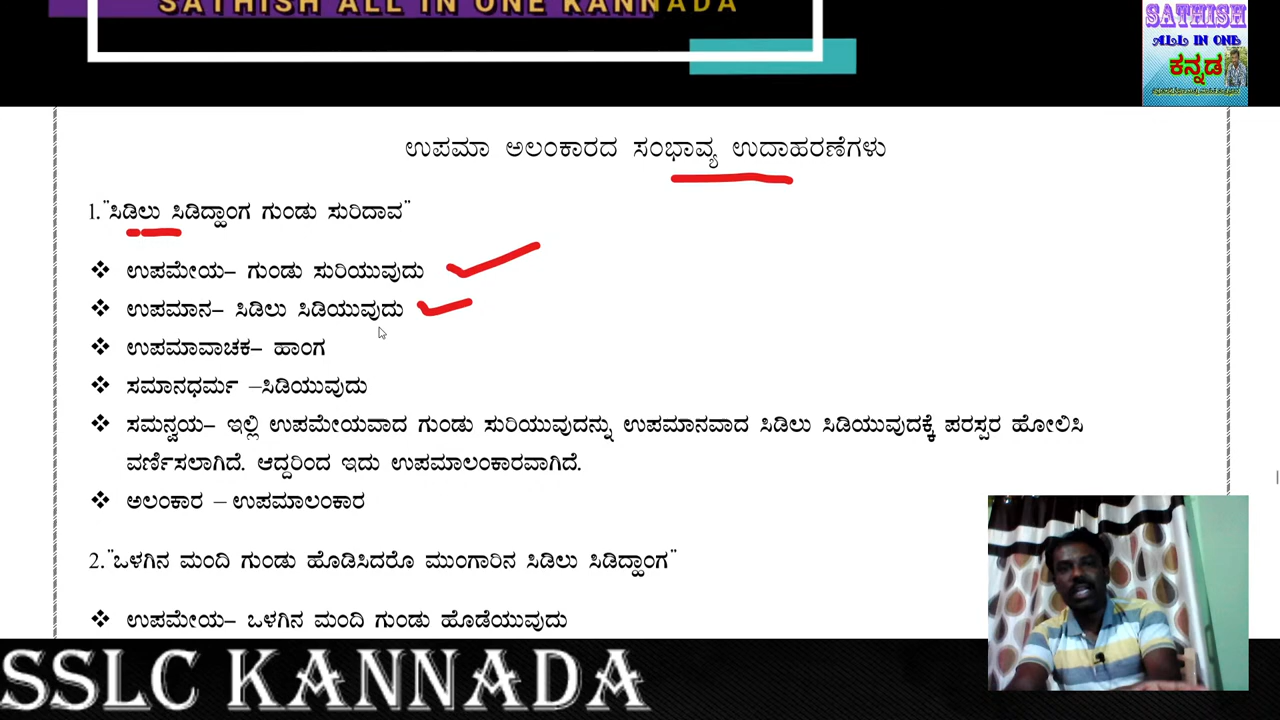 SATHISH ALL IN ONE KANNADA
SATHISH
ALL IN ONE
ಕನ್ನಡ
ಉಪಮಾ ಅಲಂಕಾರದ ಸಂಭಾವ್ಯ ಉದಾಹರಣೆಗಳು
1."ಸಿಡಿಲು ಸಿಡಿದ್ಹಾಂಗ ಗುಂಡು ಸುರಿದಾವ"
❖ ಉಪಮೇಯ– ಗುಂಡು ಸುರಿಯುವುದು
❖ ಉಪಮಾನ– ಸಿಡಿಲು ಸಿಡಿಯುವುದು
❖ ಉಪಮಾವಾಚಕ– ಹಾಂಗ
❖ ಸಮಾನಧರ್ಮ –ಸಿಡಿಯುವುದು
❖ ಸಮನ್ವಯ– ಇಲ್ಲಿ ಉಪಮೇಯವಾದ ಗುಂಡು ಸುರಿಯುವುದನ್ನು ಉಪಮಾನವಾದ ಸಿಡಿಲು ಸಿಡಿಯುವುದಕ್ಕೆ ಪರಸ್ಪರ ಹೋಲಿಸಿ
ವರ್ಣಿಸಲಾಗಿದೆ. ಆದ್ದರಿಂದ ಇದು ಉಪಮಾಲಂಕಾರವಾಗಿದೆ.
❖ ಅಲಂಕಾರ – ಉಪಮಾಲಂಕಾರ
2."ಒಳಗಿನ ಮಂದಿ ಗುಂಡು ಹೊಡಿಸಿದರೊ ಮುಂಗಾರಿನ ಸಿಡಿಲು ಸಿಡಿದ್ಹಾಂಗ"
❖ ಉಪಮೇಯ– ಒಳಗಿನ ಮಂದಿ ಗುಂಡು ಹೊಡೆಯುವುದು
SSLC KANNADA